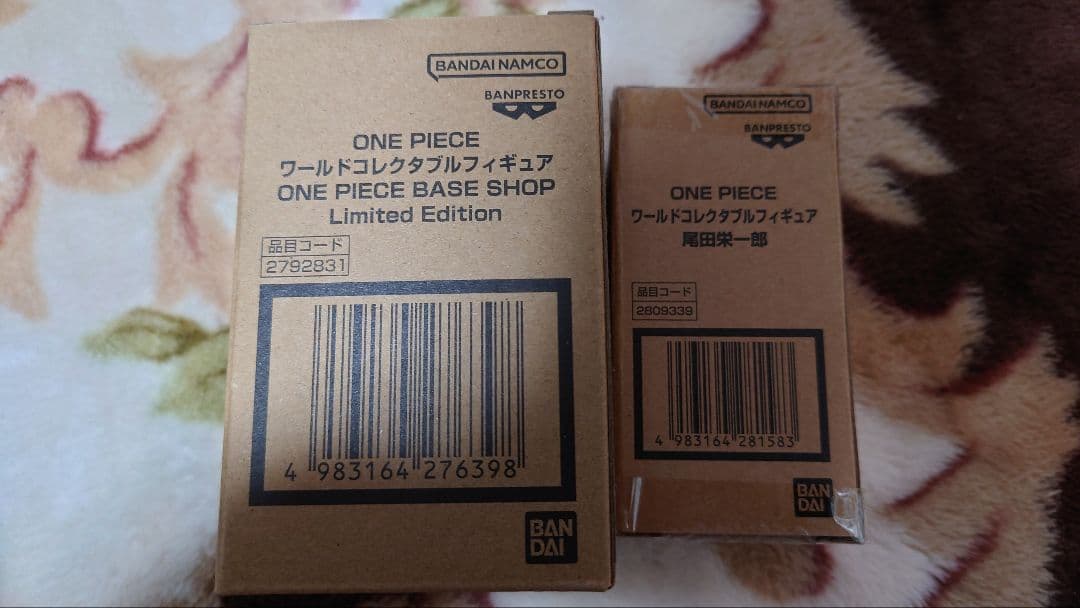 BANDAI NAMCO
BANPRESTO
ONE PIECE
ワールドコレクタブルフィギュア
ONE PIECE BASE SHOP
Limited Edition
品目コード
2792831
4 983164 276398
BAN
DAI
BANDAI NAMCO
BANPRESTO
ONE PIECE
ワールドコレクタブルフィギュア
尾田栄一郎
品目コード
2809339
4 983164 281583
BAN
DAI